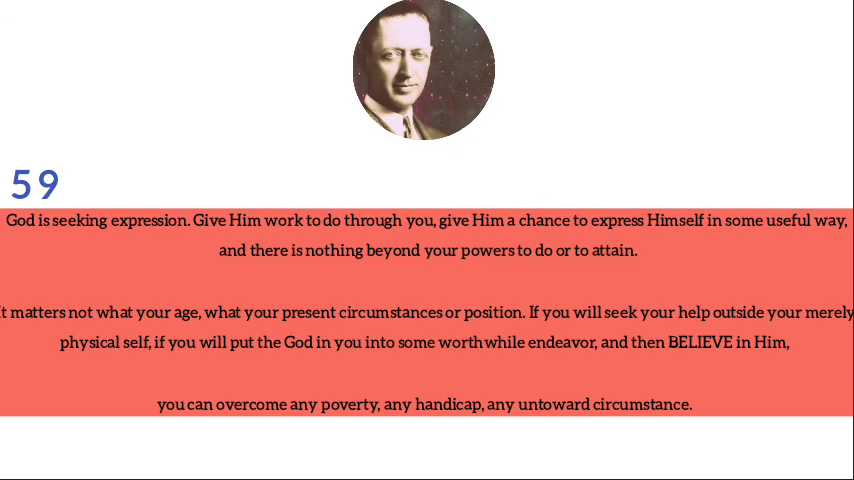 59
God is seeking expression. Give Him work to do through you, give Him a chance to express Himself in some useful way,
and there is nothing beyond your powers to do or to attain.
t matters not what your age, what your present circumstances or position. If you will seek your help outside your merely
physical self, if you will put the God in you into some worthwhile endeavor, and then BELIEVE in Him,
you can overcome any poverty, any handicap, any untoward circumstance.